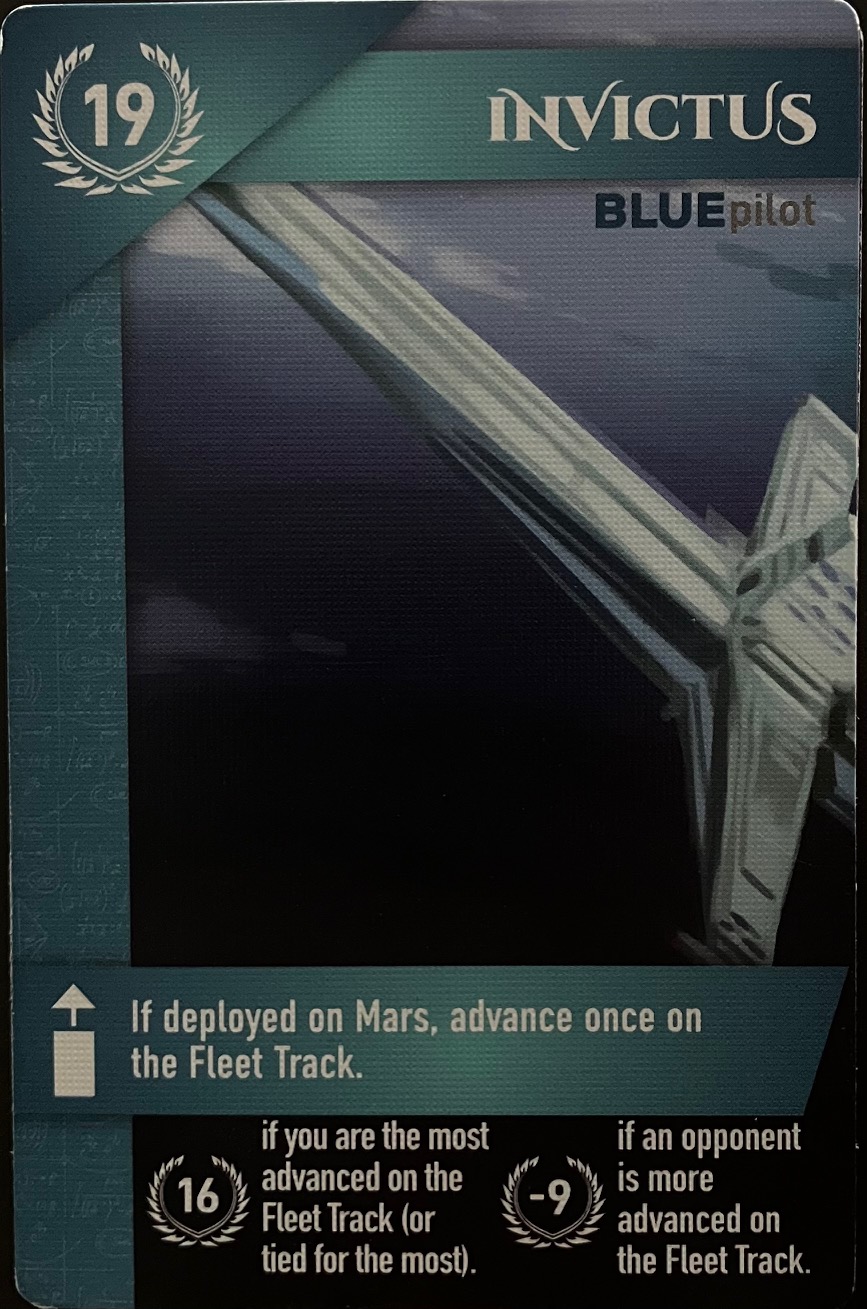 19
INVICTUS
BLUEpilot
If deployed on Mars, advance once on
the Fleet Track.
16
if you are the most
advanced on the
Fleet Track (or
tied for the most).
-9
if an opponent
is more
advanced on
the Fleet Track.